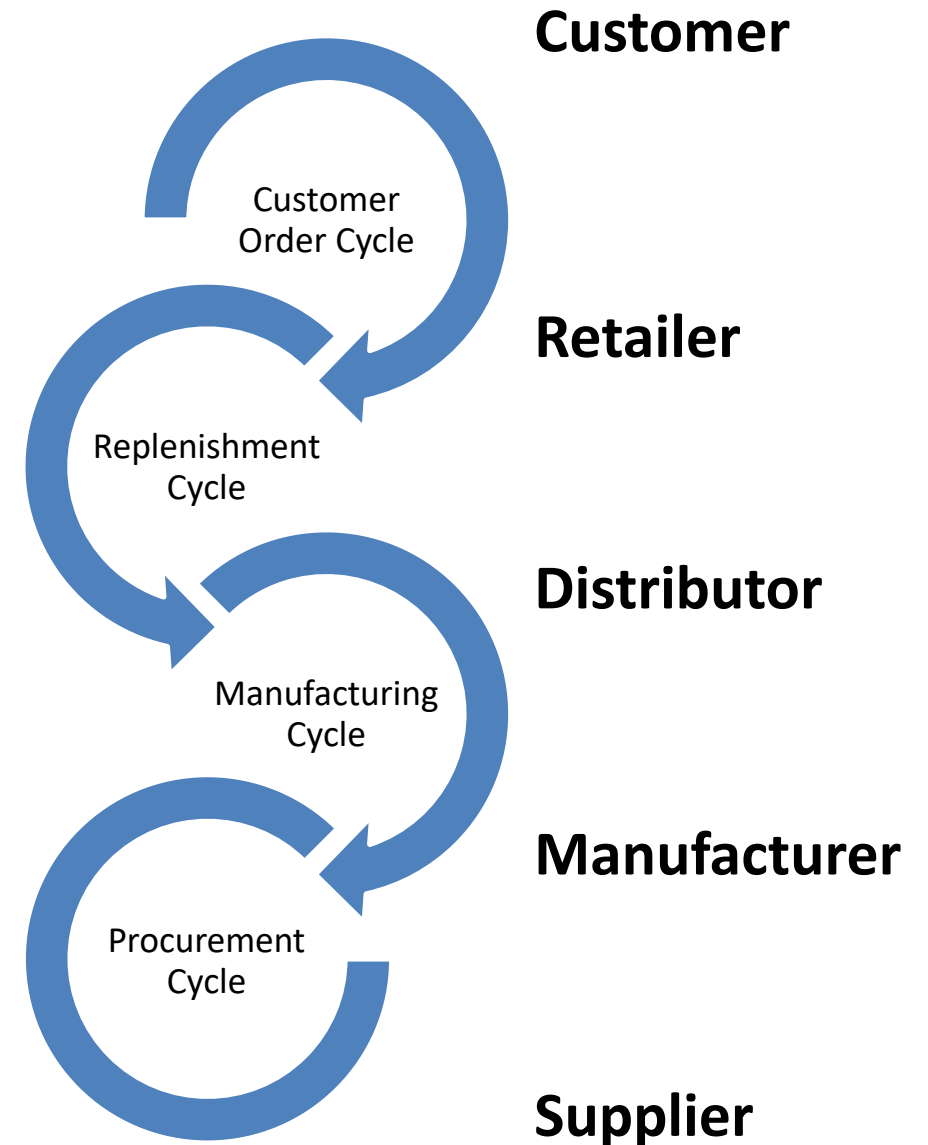 Customer
Customer
Order Cycle
Retailer
Replenishment
Cycle
Distributor
Manufacturing
Cycle
Manufacturer
Procurement
Cycle
Supplier